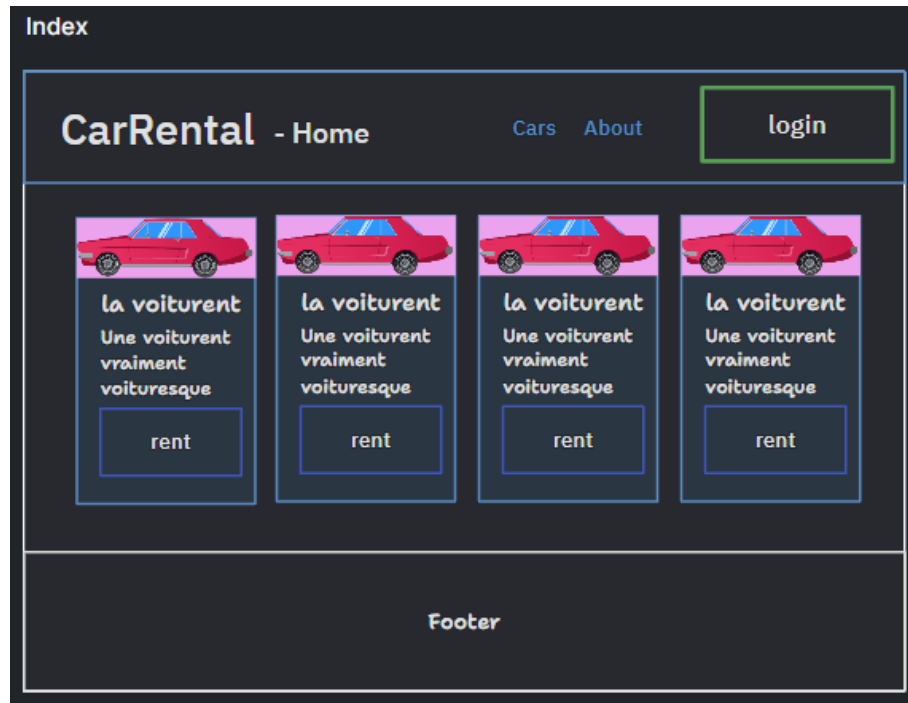 Index
CarRental - Home Cars About login
la voiturent la voiturent la voiturent la voiturent
Une voiturent Une voiturent Une voiturent Une voiturent
vraiment vraiment vraiment vraiment
voituresque voituresque voituresque voituresque
rent rent rent rent
Footer